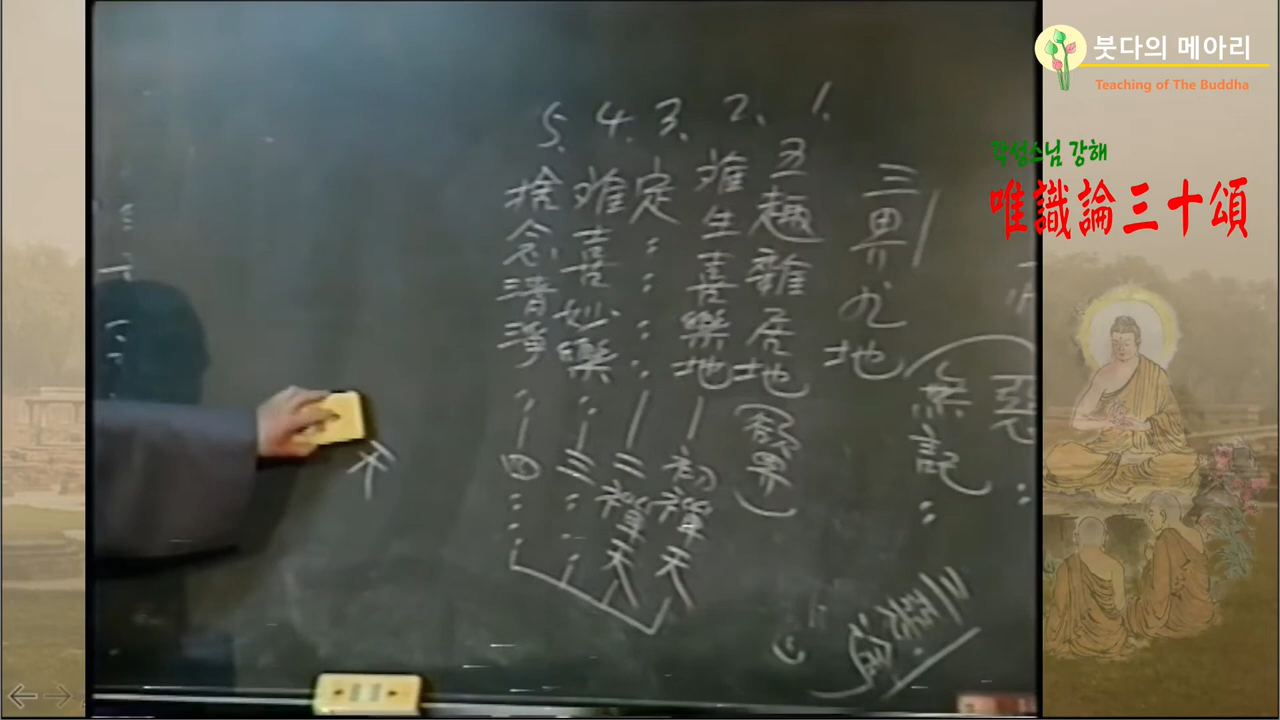 붓다의 메아리
Teaching of The Buddha
각성스님 강해
唯識論三十頌
惡 :
(無記) :
三界九地
1. 五趣雜居地(欲界)
2. 離生喜樂地 — 初禪天
3. 定 : : : : — 二禪天
4. 離喜妙樂 : — 三 : :
5. 捨念清淨 : — 四 : :
天